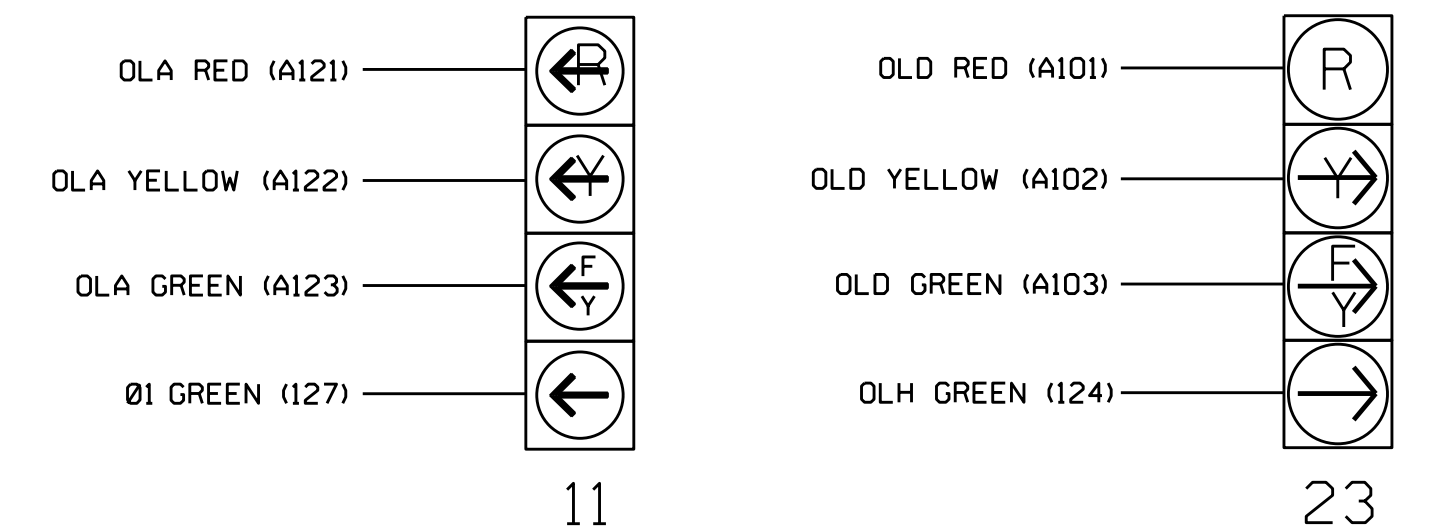 OLA RED (A121)
R
OLA YELLOW (A122)
Y
OLA GREEN (A123)
F
Y
Ø1 GREEN (127)
11
OLD RED (A101)
R
OLD YELLOW (A102)
Y
OLD GREEN (A103)
F
Y
OLH GREEN (124)
23